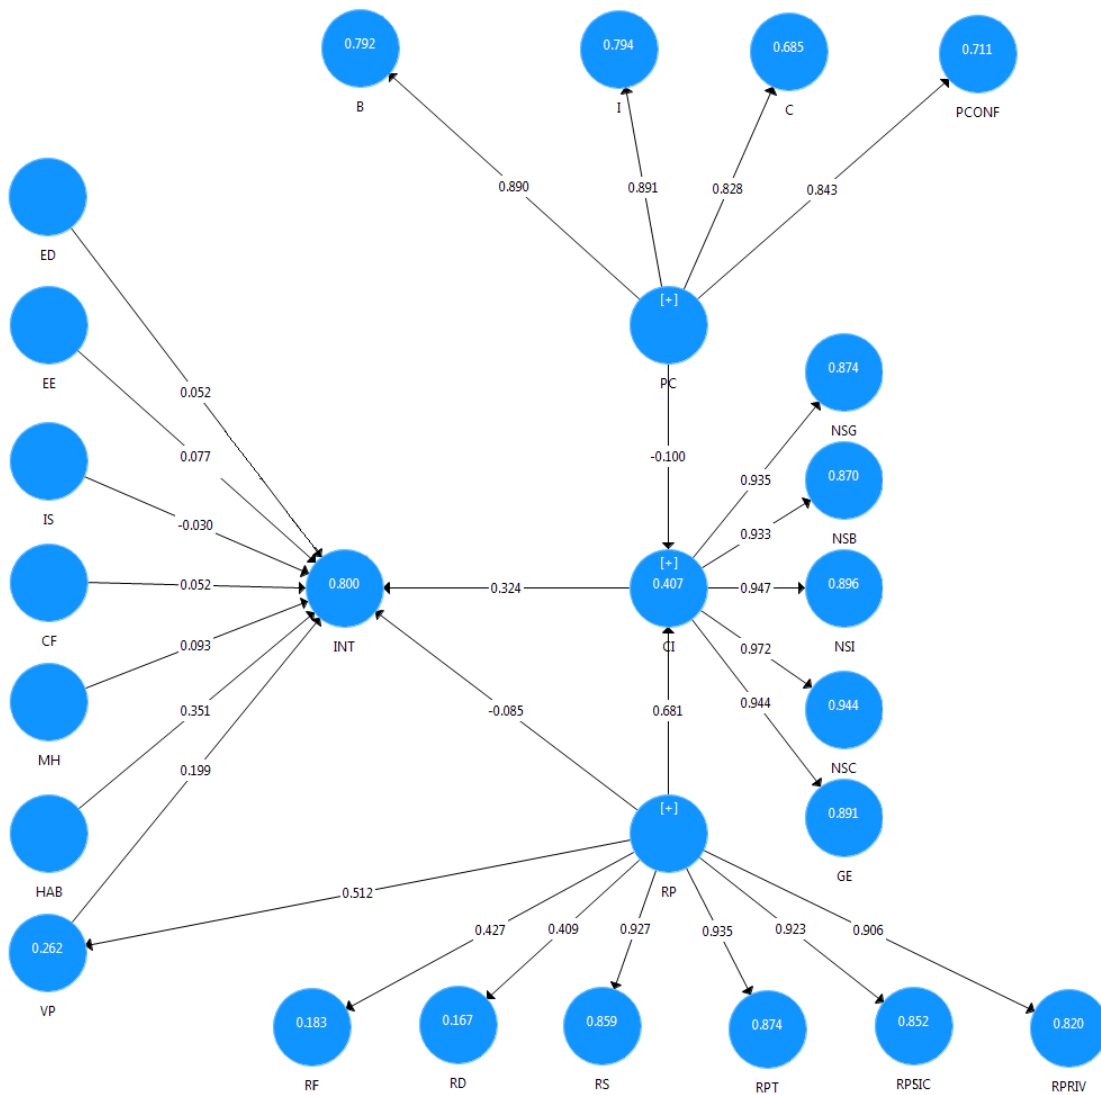 0.792
0.794
0.685
0.711
B
I
C
PCONF
0.890
0.891
0.828
0.843
ED
[+]
EE
PC
0.874
NSG
0.052
0.077
-0.100
0.935
0.870
NSB
IS
-0.030
0.933
[+]
0.800
0.407
0.896
0.052
0.324
0.947
CF
INT
CI
NSI
0.093
0.972
0.351
-0.085
0.681
0.944
0.944
MH
NSC
0.199
[+]
0.891
HAB
RP
GE
0.512
0.262
0.427
0.409
0.927
0.935
0.923
0.906
VP
0.183
0.167
0.859
0.874
0.852
0.820
RF
RD
RS
RPT
RPSIC
RPRIV